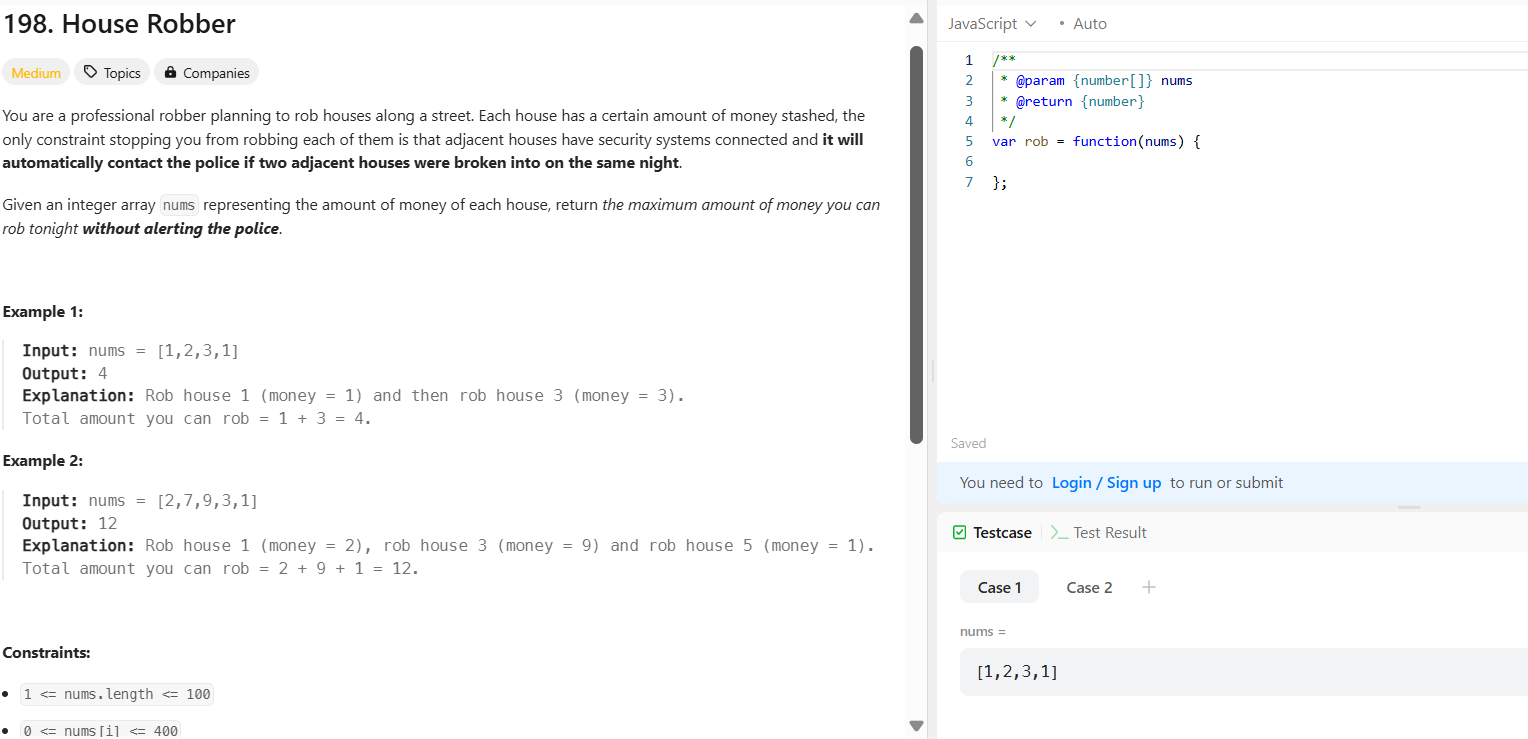 198. House Robber
Medium
Topics
Companies
You are a professional robber planning to rob houses along a street. Each house has a certain amount of money stashed, the
only constraint stopping you from robbing each of them is that adjacent houses have security systems connected and it will
automatically contact the police if two adjacent houses were broken into on the same night.
Given an integer array nums representing the amount of money of each house, return the maximum amount of money you can
rob tonight without alerting the police.
Example 1:
Input: nums = [1,2,3,1]
Output: 4
Explanation: Rob house 1 (money = 1) and then rob house 3 (money = 3).
Total amount you can rob = 1 + 3 = 4.
Example 2:
Input: nums = [2,7,9,3,1]
Output: 12
Explanation: Rob house 1 (money = 2), rob house 3 (money = 9) and rob house 5 (money = 1).
Total amount you can rob = 2 + 9 + 1 = 12.
Constraints:
• 1 <= nums.length <= 100
• 0 <= nums[i] <= 400
JavaScript • Auto
1 /**
2 * @param {number[]} nums
3 * @return {number}
4 */
5 var rob = function(nums) {
6
7 };
Saved
You need to Login / Sign up to run or submit
Testcase
Test Result
Case 1 Case 2 +
nums =
[1,2,3,1]